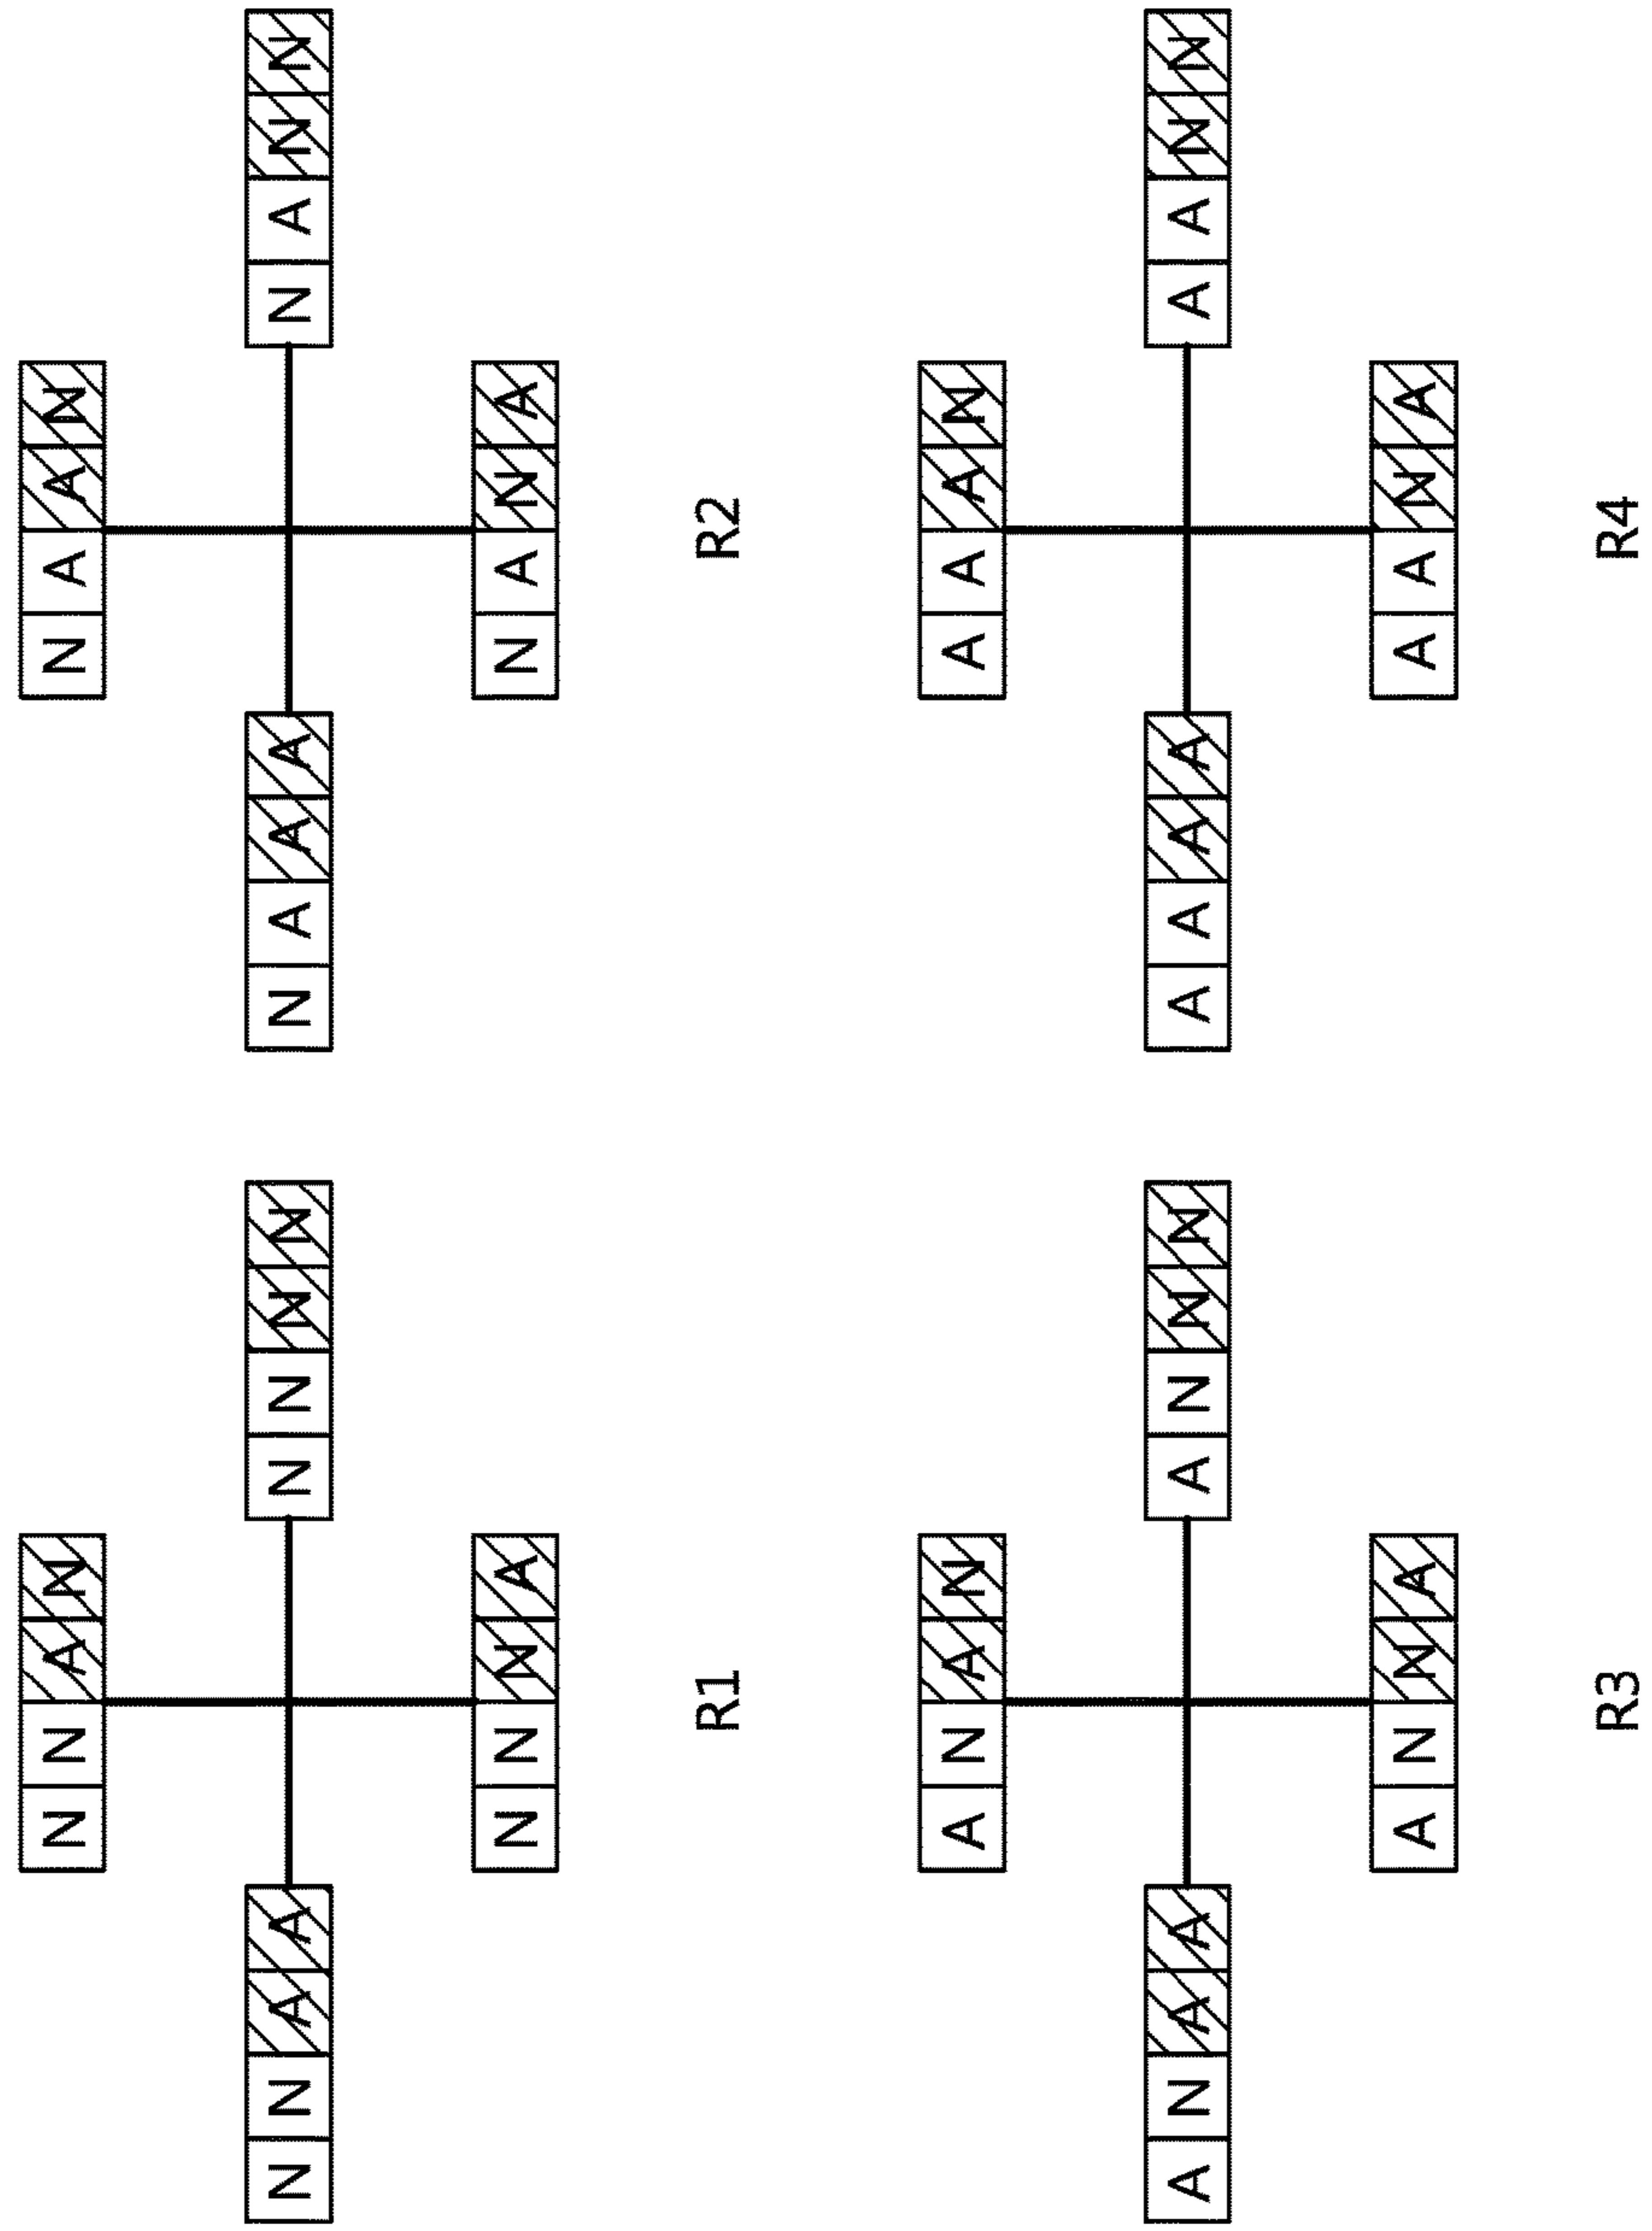 N N A N
N N A A
N N N N
N N N A
R1
N A A N
N A A A
N A N N
N A N A
R2
A N A N
A N A A
A N N N
A N N A
R3
A A A N
A A A A
A A N N
A A N A
R4